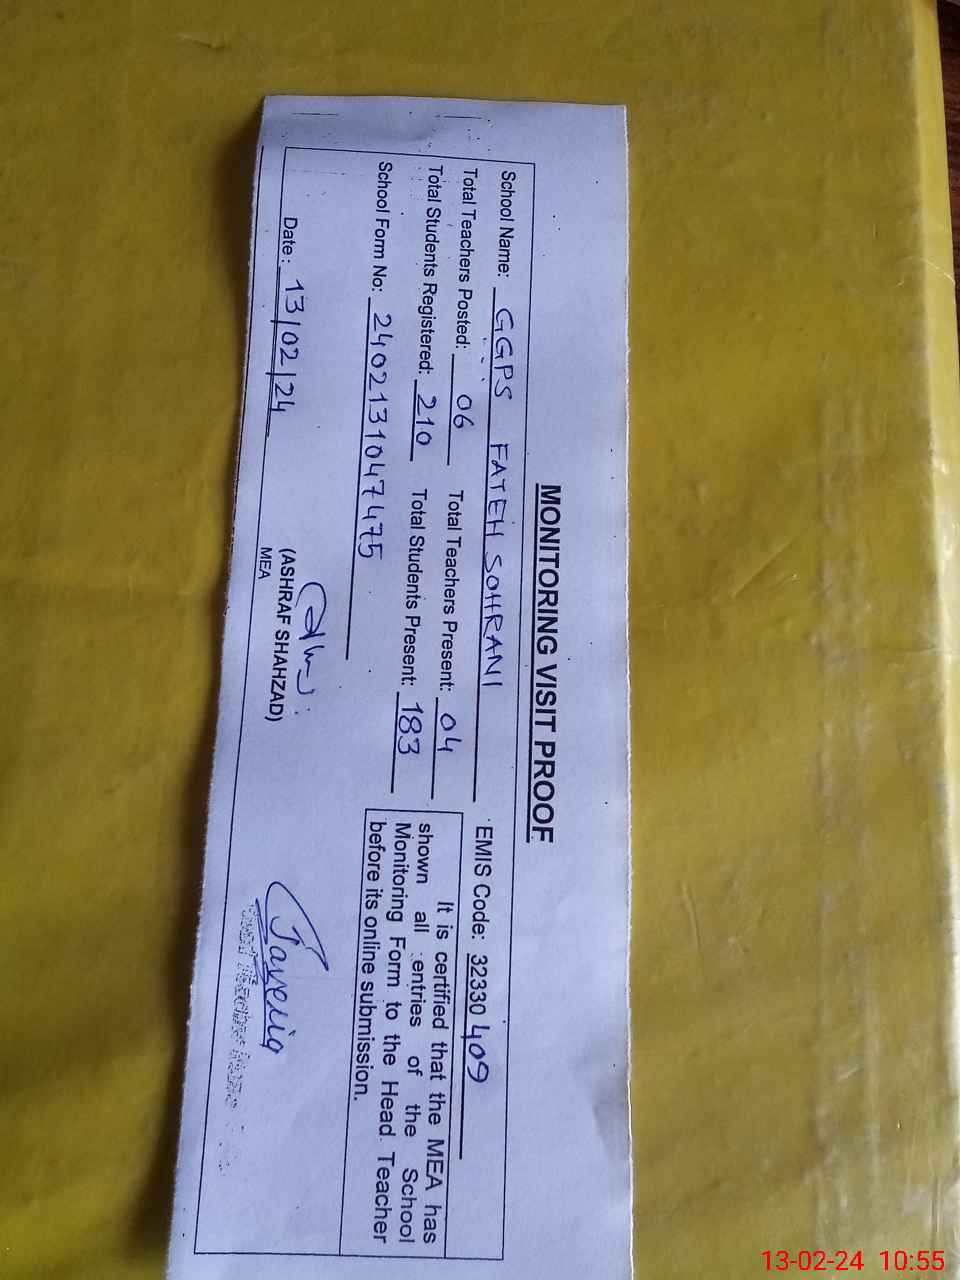 MONITORING VISIT PROOF
School Name: GGPS FATEH SOHRANI EMIS Code: 32330409
Total Teachers Posted: 06 Total Teachers Present: 04
Total Students Registered: 210 Total Students Present: 183
School Form No: 2402131047475
It is certified that the MEA has
shown all entries of the School
Monitoring Form to the Head Teacher
before its online submission.
Date: 13/02/24
(ASHRAF SHAHZAD)
MEA
13-02-24 10:55